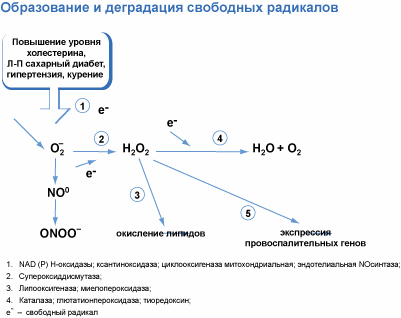 Образование и деградация свободных радикалов
Повышение уровня
холестерина,
Л-П сахарный диабет,
гипертензия, курение
1
e⁻
e⁻
O₂⁻
2
H₂O₂
4
H₂O + O₂
e⁻
NO⁰
3
5
ONOO⁻
окисление липидов
экспрессия
провоспалительных генов
1. NAD (P) H-оксидазы; ксантиноксидаза; циклооксигеназа митохондриальная; эндотелиальная NOсинтаза;
2. Супероксиддисмутаза;
3, Липооксигеназа; миелопероксидаза;
4, Каталаза; глютатионпероксидаза; тиоредоксин;
e⁻ – свободный радикал